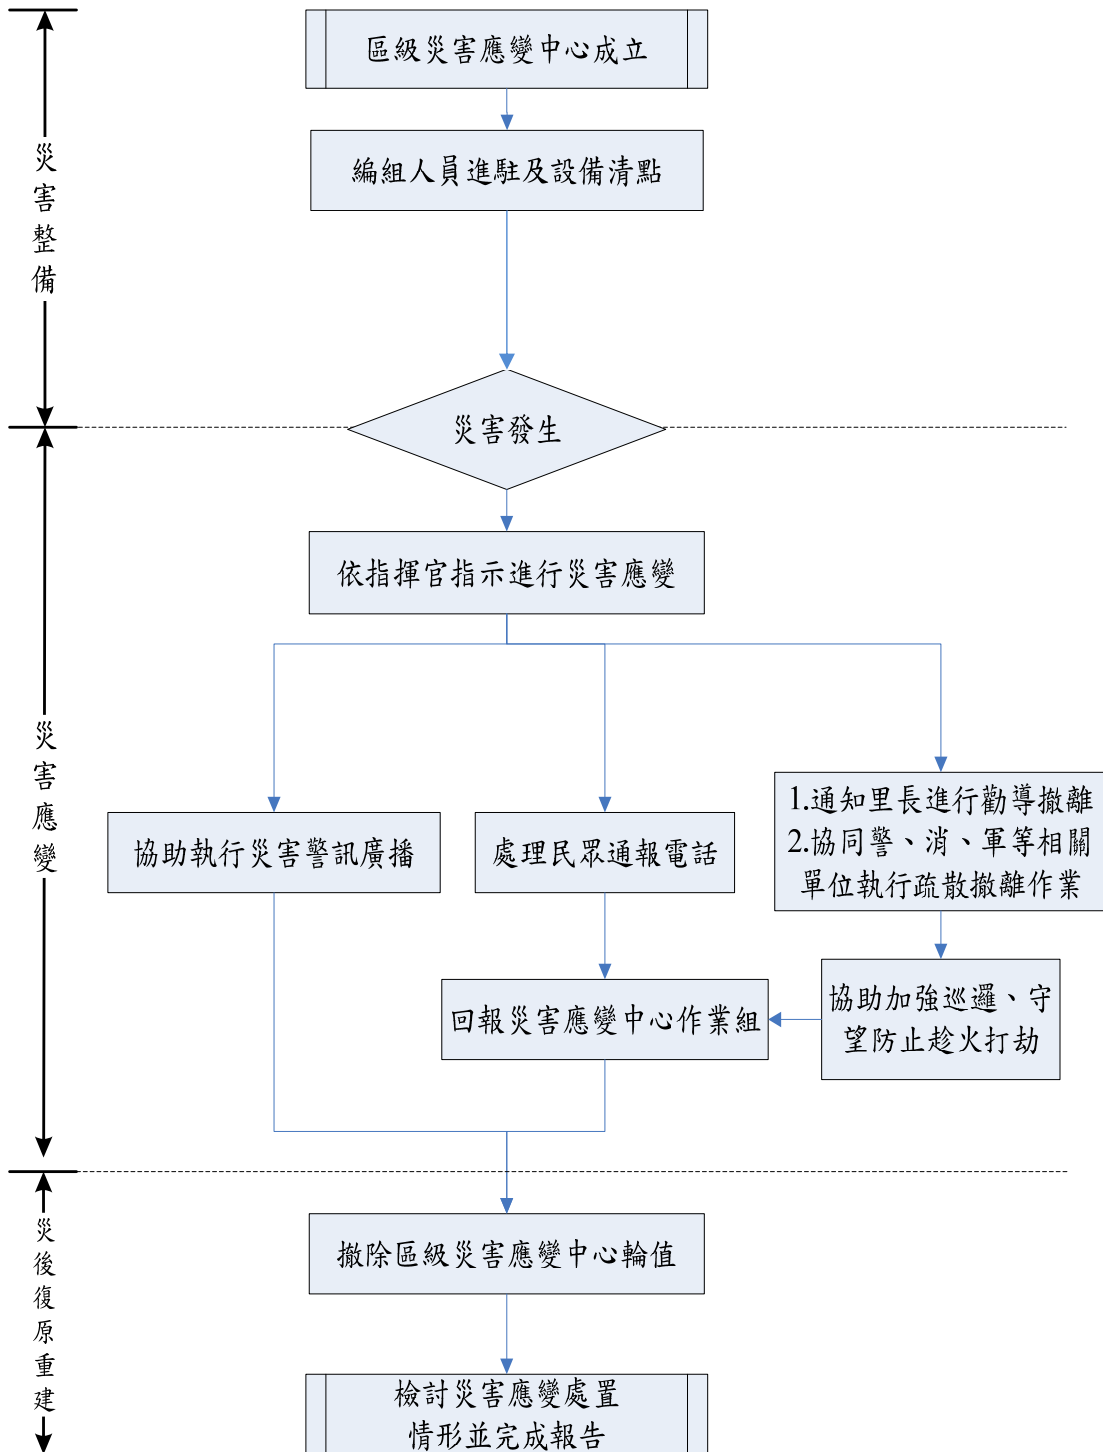 區級災害應變中心成立
編組人員進駐及設備清點
災害整備
災害發生
依指揮官指示進行災害應變
災害應變
1.通知里長進行勸導撤離
2.協同警、消、軍等相關
單位執行疏散撤離作業
協助執行災害警訊廣播
處理民眾通報電話
回報災害應變中心作業組
協助加強巡邏、守
望防止趁火打劫
撤除區級災害應變中心輪值
災後復原重建
檢討災害應變處置
情形並完成報告